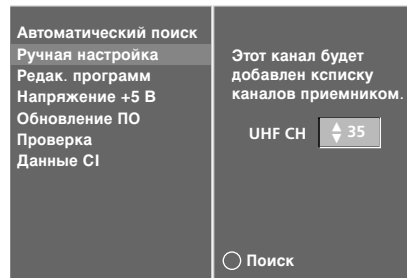 Автоматический поиск
Ручная настройка
Редак. программ
Напряжение +5 В
Обновление ПО
Проверка
Данные CI
Этот канал будет
добавлен ксписку
каналов приемником.
UHF CH 35
Поиск